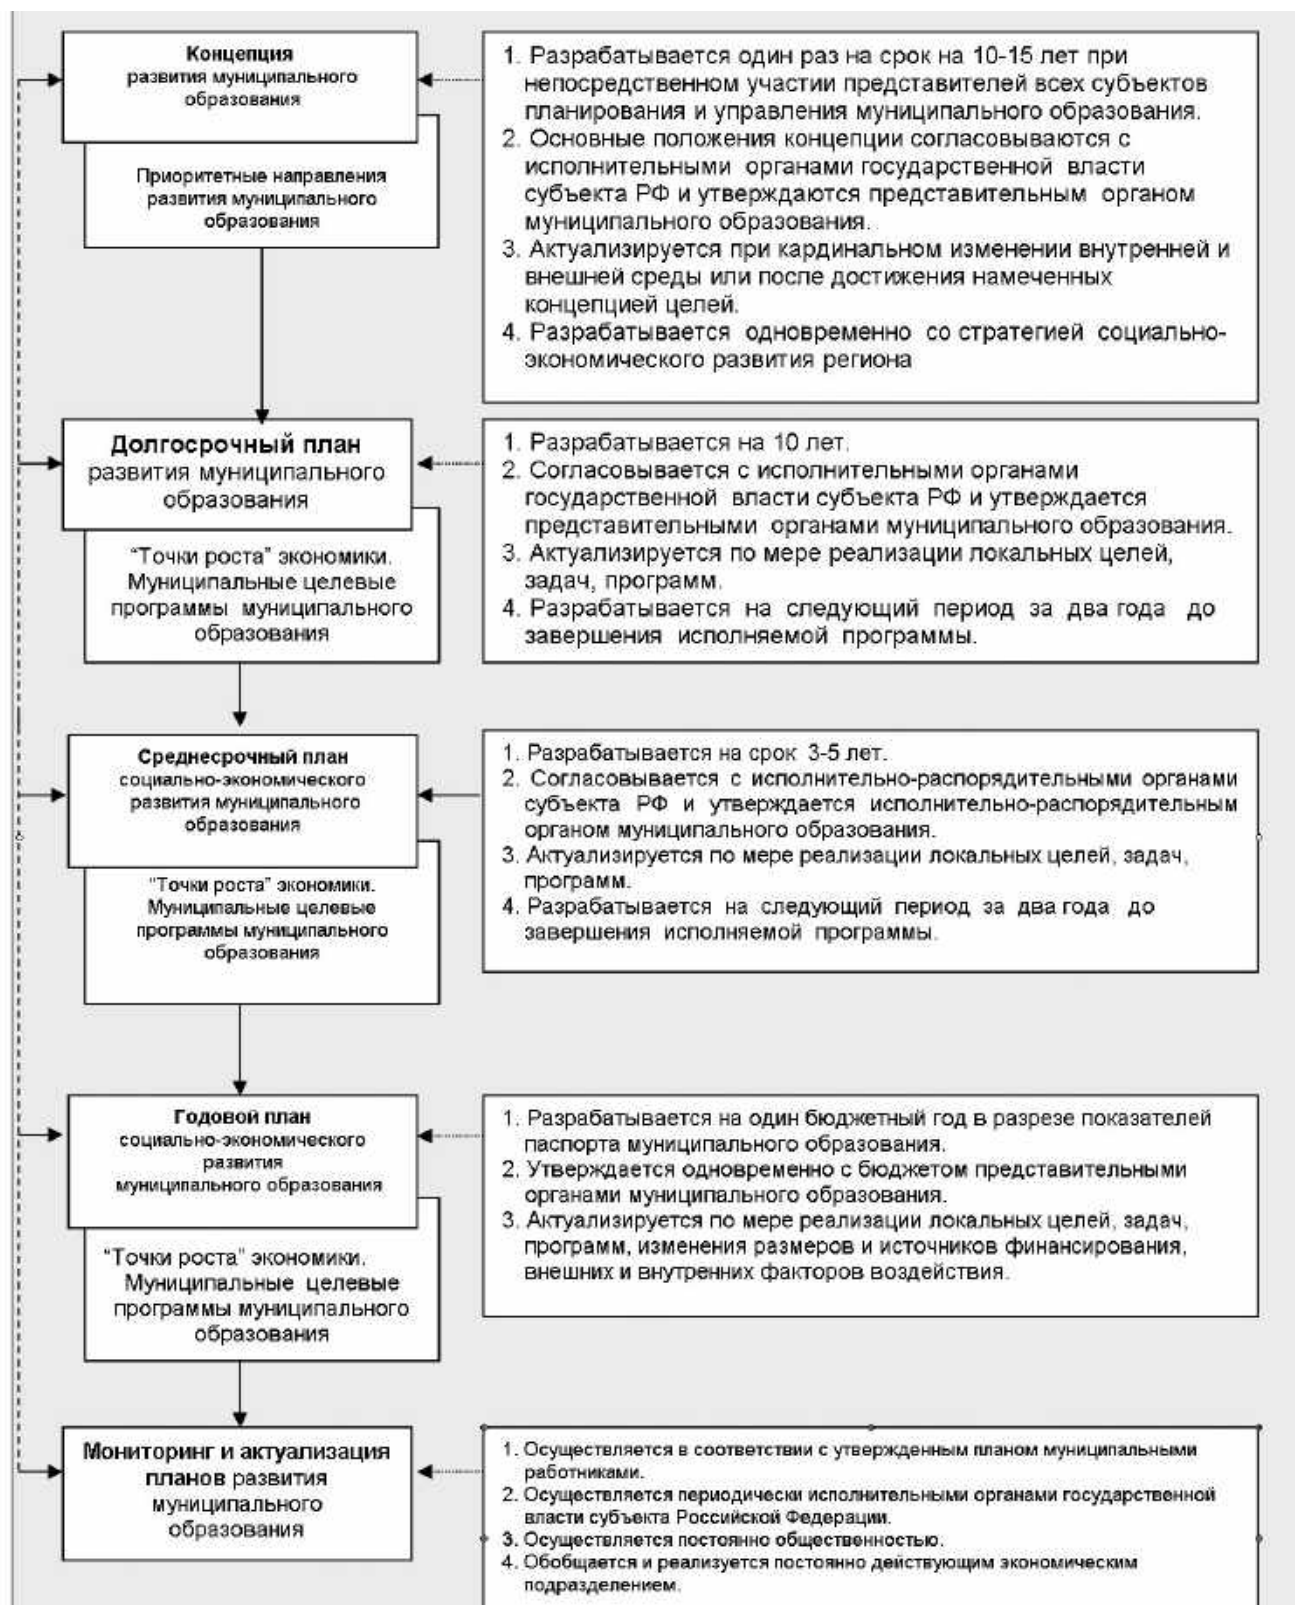 Концепция
развития муниципального
образования
Приоритетные направления
развития муниципального
образования
1. Разрабатывается один раз на срок на 10-15 лет при
непосредственном участии представителей всех субъектов
планирования и управления муниципального образования.
2. Основные положения концепции согласовываются с
исполнительными органами государственной власти
субъекта РФ и утверждаются представительным органом
муниципального образования.
3. Актуализируется при кардинальном изменении внутренней и
внешней среды или после достижения намеченных
концепцией целей.
4. Разрабатывается одновременно со стратегией социально-
экономического развития региона
Долгосрочный план
развития муниципального
образования
"Точки роста" экономики.
Муниципальные целевые
программы муниципального
образования
1. Разрабатывается на 10 лет.
2. Согласовывается с исполнительными органами
государственной власти субъекта РФ и утверждается
представительными органами муниципального образования.
3. Актуализируется по мере реализации локальных целей,
задач, программ.
4. Разрабатывается на следующий период за два года до
завершения исполняемой программы.
Среднесрочный план
социально-экономического
развития муниципального
образования
"Точки роста" экономики.
Муниципальные целевые
программы муниципального
образования
1. Разрабатывается на срок 3-5 лет.
2. Согласовывается с исполнительно-распорядительными органами
субъекта РФ и утверждается исполнительно-распорядительным
органом муниципального образования.
3. Актуализируется по мере реализации локальных целей, задач,
программ.
4. Разрабатывается на следующий период за два года до
завершения исполняемой программы.
Годовой план
социально-экономического
развития
муниципального образования
"Точки роста" экономики.
Муниципальные целевые
программы муниципального
образования
1. Разрабатывается на один бюджетный год в разрезе показателей
паспорта муниципального образования.
2. Утверждается одновременно с бюджетом представительными
органами муниципального образования.
3. Актуализируется по мере реализации локальных целей, задач,
программ, изменения размеров и источников финансирования,
внешних и внутренних факторов воздействия.
Мониторинг и актуализация
планов развития
муниципального
образования
1. Осуществляется в соответствии с утвержденным планом муниципальными
работниками.
2. Осуществляется периодически исполнительными органами государственной
власти субъекта Российской Федерации.
3. Осуществляется постоянно общественностью.
4. Обобщается и реализуется постоянно действующим экономическим
подразделением.